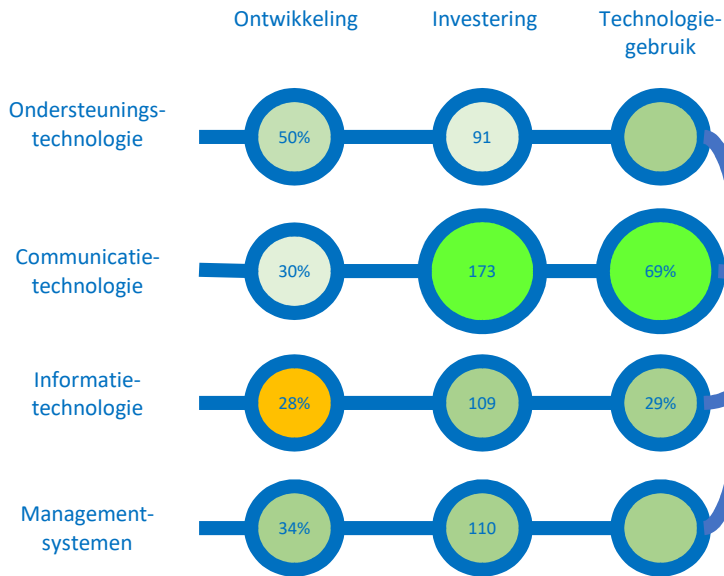 Ontwikkeling Investering Technologie-
gebruik
Ondersteunings-
technologie
50% 91
Communicatie-
technologie
30% 173 69%
Informatie-
technologie
28% 109 29%
Management-
systemen
34% 110